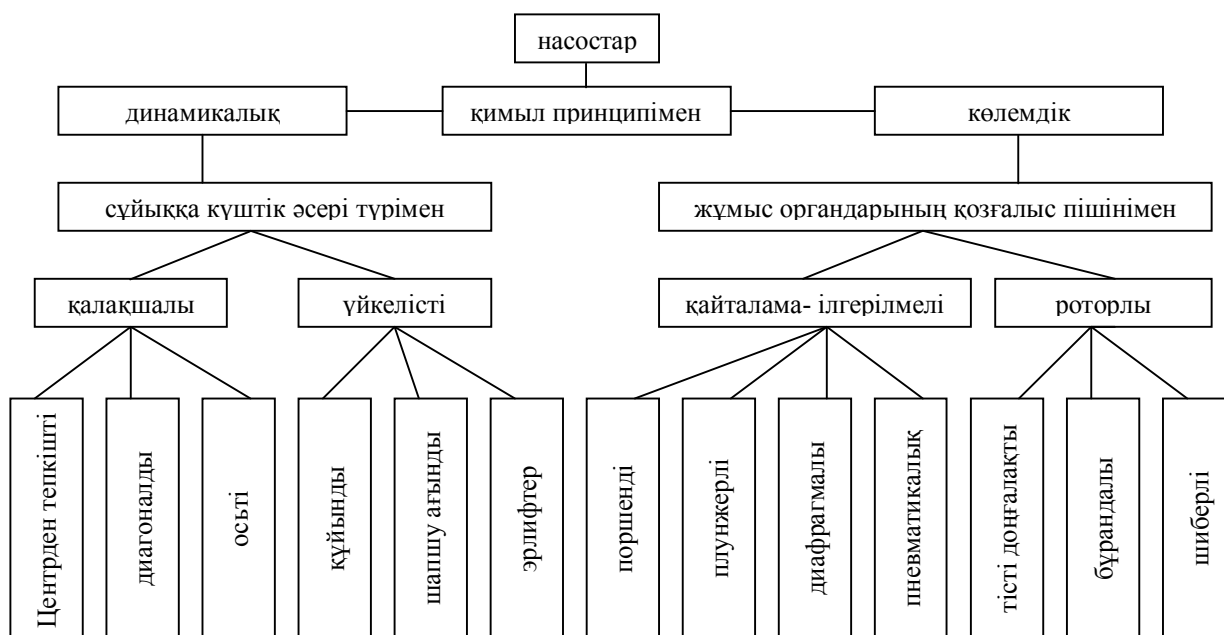 насостар
динамикалық
қимыл принципімен
көлемдік
сұйыққа күштік әсері түрімен
жұмыс органдарының қозғалыс пішінімен
қалақшалы
үйкелісті
қайталама- ілгерілмелі
роторлы
Центрден тепкішті
диагоналды
осьті
құйынды
шапшу ағынды
эрлифтер
поршенді
плунжерлі
диафрагмалы
пневматикалық
тісті доңғалақты
бұрандалы
шиберлі